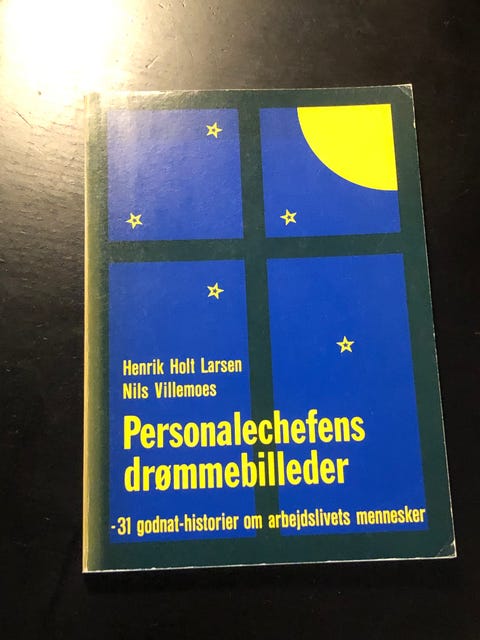 Henrik Holt Larsen
Nils Villemoes
Personalechefens
drømmebilleder
-31 godnat-historier om arbejdslivets mennesker